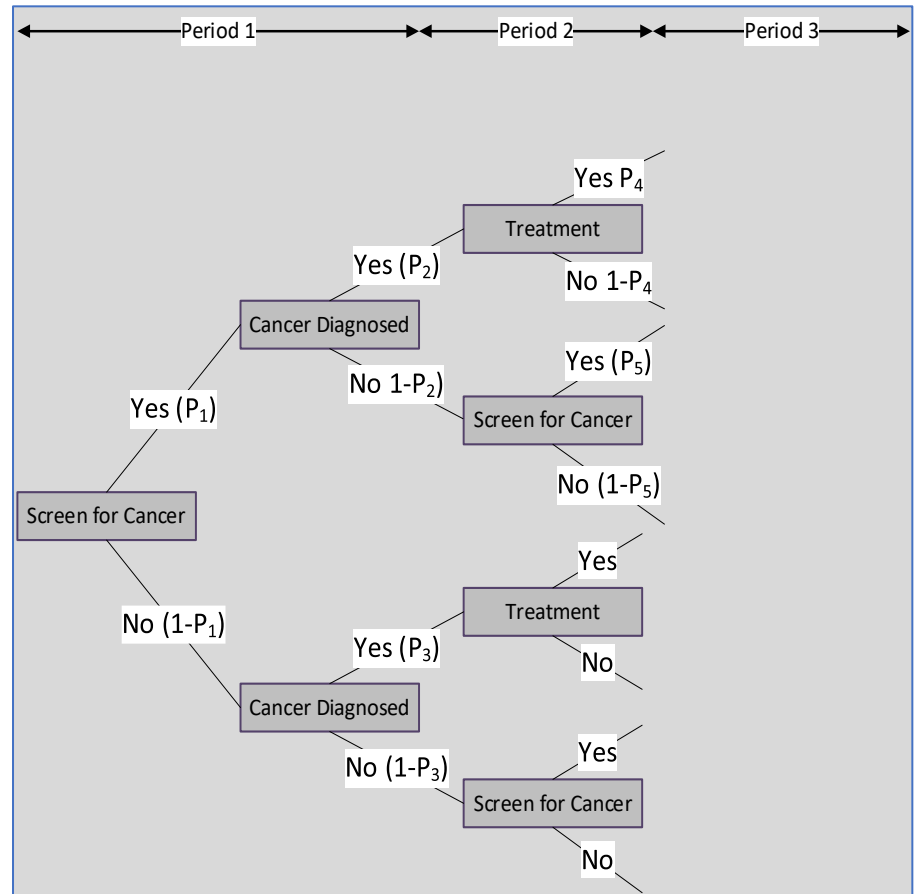 Period 1
Period 2
Period 3
Yes P₄
Treatment
No 1-P₄
Yes (P₂)
Cancer Diagnosed
No 1-P₂)
Yes (P₅)
Screen for Cancer
No (1-P₅)
Yes (P₁)
Screen for Cancer
No (1-P₁)
Yes
Treatment
No
Yes (P₃)
Cancer Diagnosed
No (1-P₃)
Yes
Screen for Cancer
No